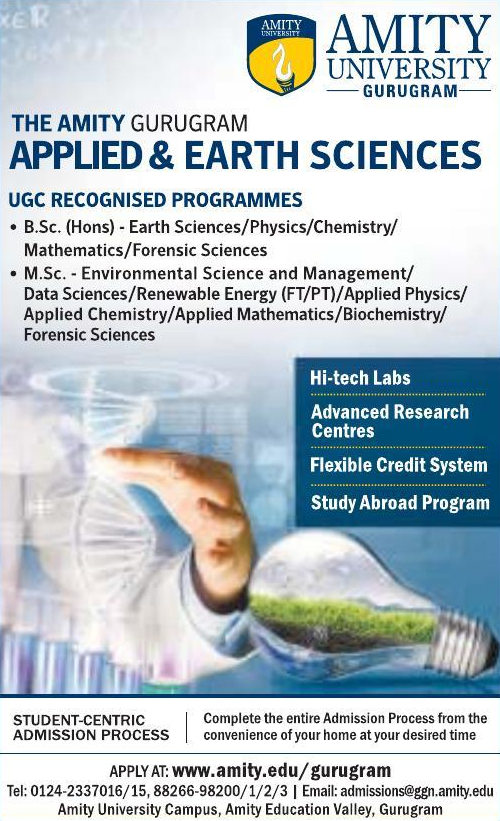 AMITY
UNIVERSITY
AMITY
UNIVERSITY
GURUGRAM
THE AMITY GURUGRAM
APPLIED & EARTH SCIENCES
UGC RECOGNISED PROGRAMMES
• B.Sc. (Hons) - Earth Sciences/Physics/Chemistry/
Mathematics/Forensic Sciences
• M.Sc. - Environmental Science and Management/
Data Sciences/Renewable Energy (FT/PT)/Applied Physics/
Applied Chemistry/Applied Mathematics/Biochemistry/
Forensic Sciences
Hi-tech Labs
Advanced Research
Centres
Flexible Credit System
Study Abroad Program
STUDENT-CENTRIC
ADMISSION PROCESS
Complete the entire Admission Process from the
convenience of your home at your desired time
APPLY AT: www.amity.edu/gurugram
Tel: 0124-2337016/15, 88266-98200/1/2/3 | Email: admissions@ggn.amity.edu
Amity University Campus, Amity Education Valley, Gurugram